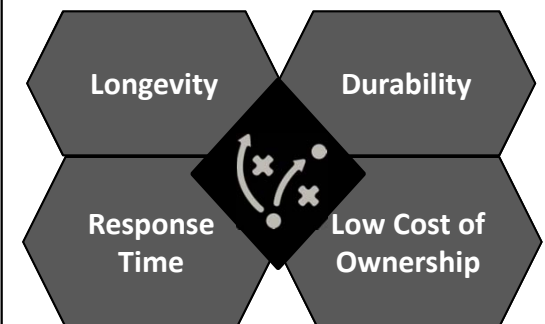 Longevity
Durability
Response
Time
Low Cost of
Ownership